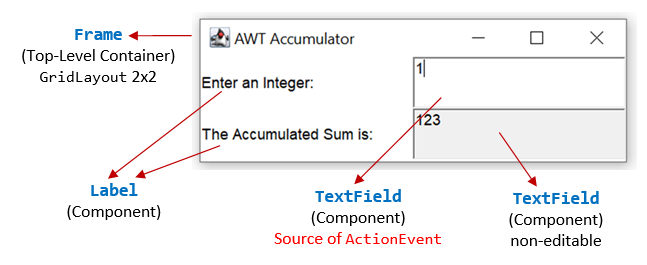 Frame
(Top-Level Container)
GridLayout 2x2
AWT Accumulator
Enter an Integer:
1
The Accumulated Sum is:
123
Label
(Component)
TextField
(Component)
Source of ActionEvent
TextField
(Component)
non-editable